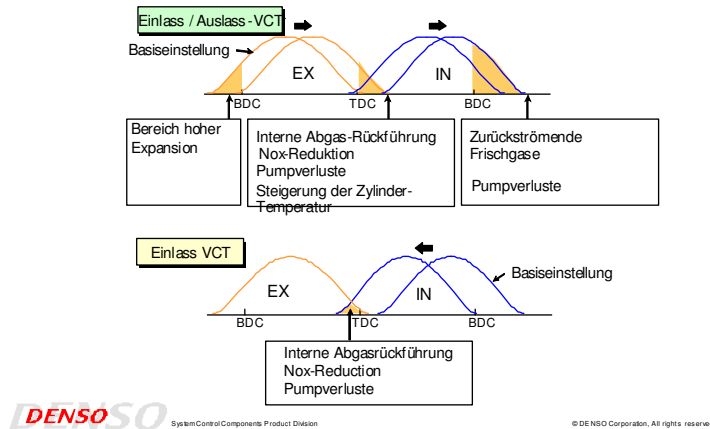 Einlass / Auslass-VCT
Basiseinstellung
EX
IN
BDC
TDC
BDC
Bereich hoher
Expansion
Interne Abgas-Rückführung
Nox-Reduktion
Pumpverluste
Steigerung der Zylinder-
Temperatur
Zurückströmende
Frischgase
Pumpverluste
Einlass VCT
Basiseinstellung
EX
IN
BDC
TDC
BDC
Interne Abgasrückführung
Nox-Reduction
Pumpverluste
DENSO
DENSO
System Control Components Product Division
© DENSO Corporation, All rights reserve